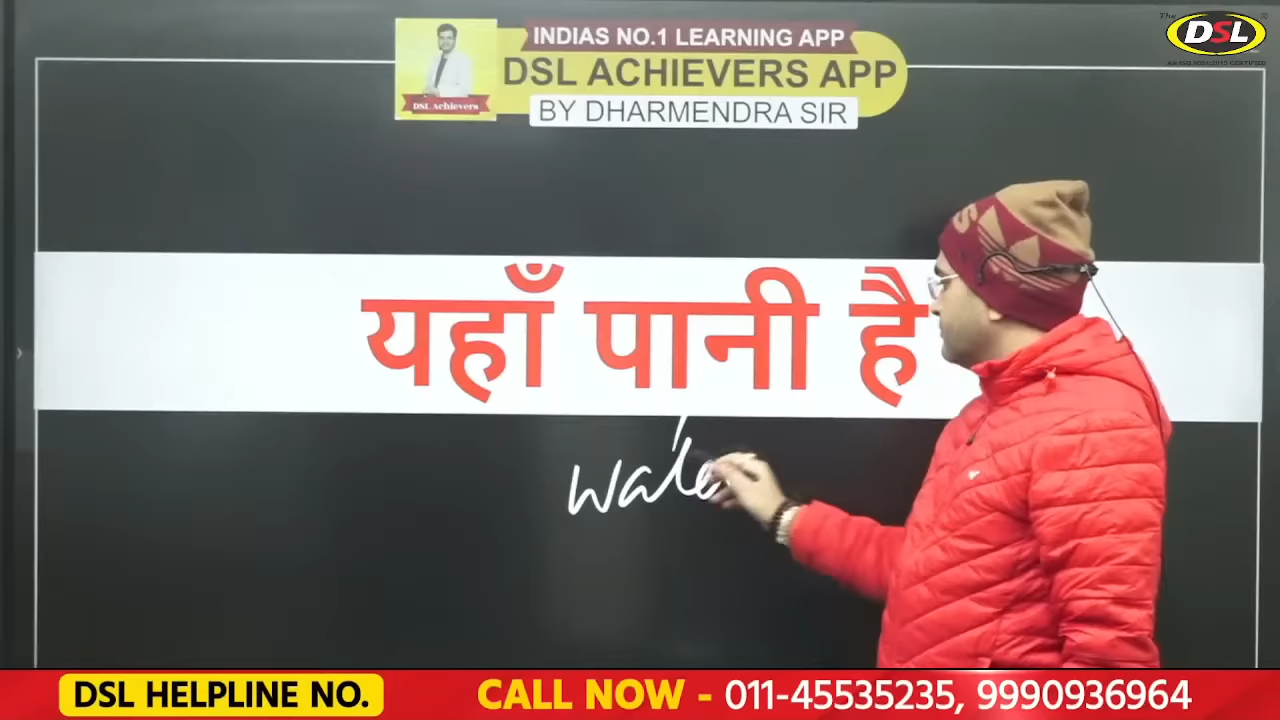 INDIAS NO.1 LEARNING APP
DSL ACHIEVERS APP
BY DHARMENDRA SIR
DSL Achievers
DSL
यहाँ पानी है
DSL HELPLINE NO.
CALL NOW - 011-45535235, 9990936964